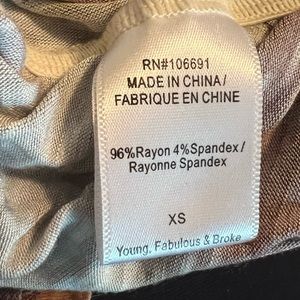 RN#106691
MADE IN CHINA/
FABRIQUE EN CHINE
96%Rayon 4%Spandex/
Rayonne Spandex
XS
Young, Fabulous & Broke